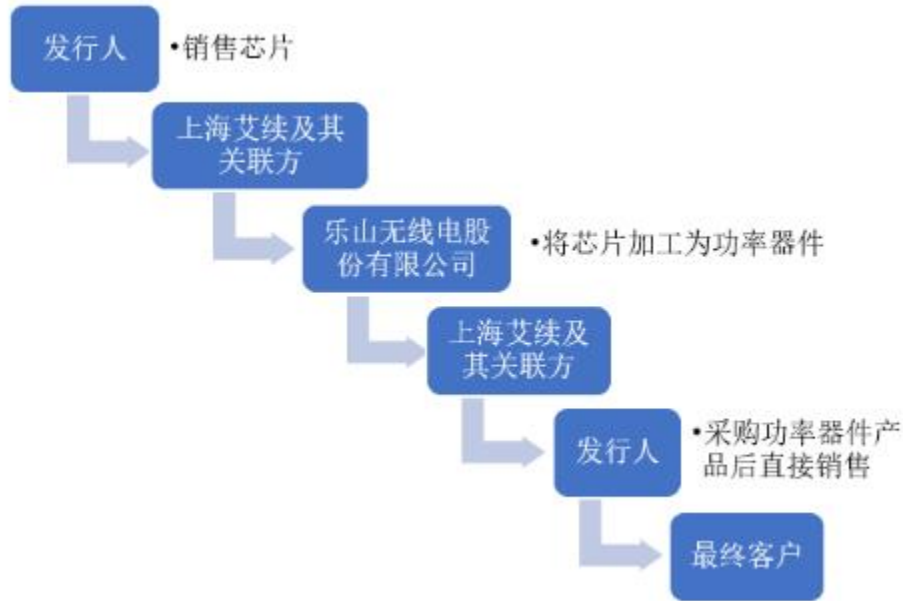 发行人
•销售芯片
上海艾续及其
关联方
乐山无线电股
份有限公司
•将芯片加工为功率器件
上海艾续及
其关联方
发行人
•采购功率器件产
品后直接销售
最终客户